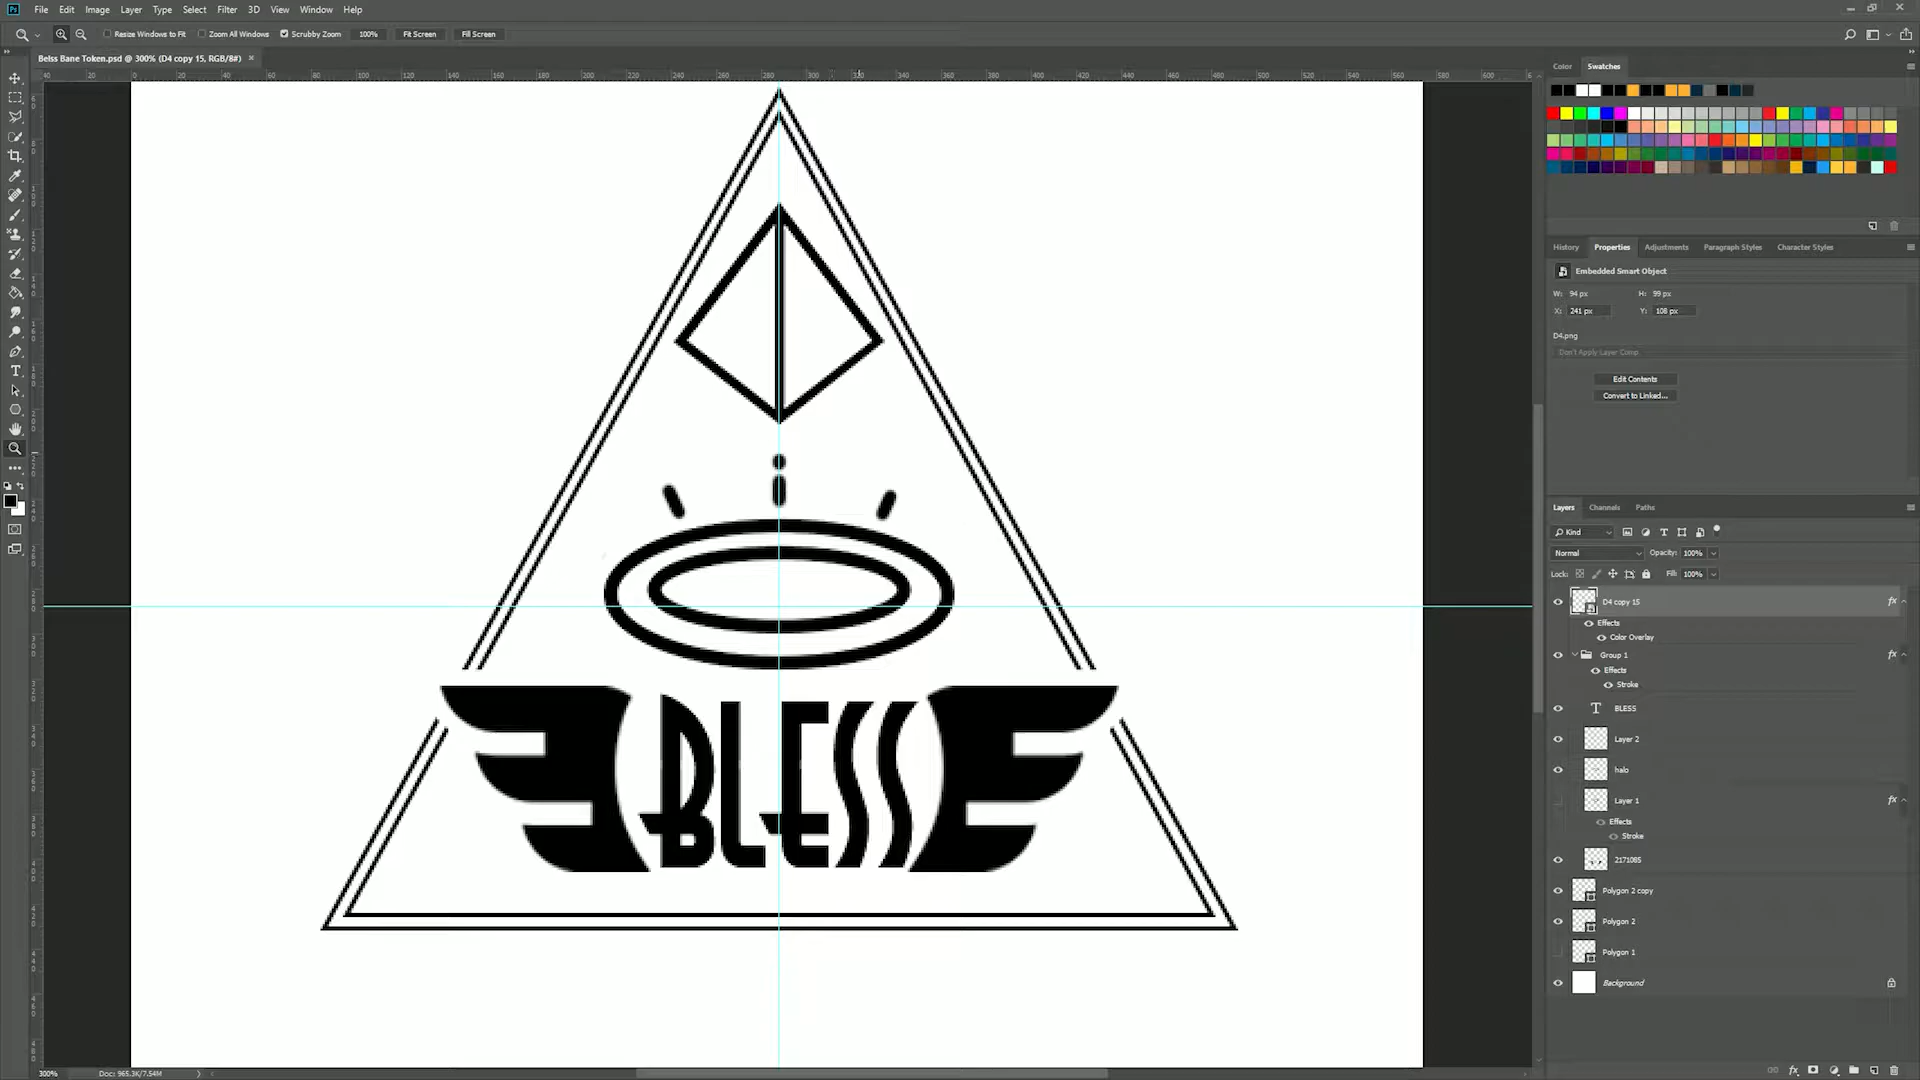 Ps File Edit Image Layer Type Select Filter 3D View Window Help
Resize Windows to Fit Zoom All Windows Scrubby Zoom 100% Fit Screen Fill Screen
Belss Bane Token.psd @ 300% (D4 copy 15, RGB/8#) ×
Color Swatches
History Properties Adjustments Paragraph Styles Character Styles
Embedded Smart Object
W: 94 px H: 99 px
X: 241 px Y: 108 px
D4.png
Don't Apply Layer Comp
Edit Contents
Convert to Linked...
BLESS
Layers Channels Paths
Kind
Normal Opacity: 100%
Lock: Fill: 100%
D4 copy 15 fx
Effects
Color Overlay
Group 1 fx
Effects
Stroke
T BLESS
Layer 2
halo
Layer 1 fx
Effects
Stroke
2171085
Polygon 2 copy
Polygon 2
Polygon 1
Background
300% Doc: 965.3K/7.54M